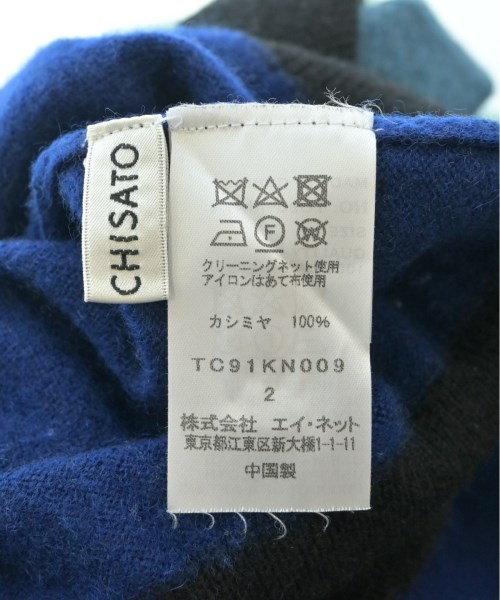 CHISATO
F W
クリーニングネット使用
アイロンはあて布使用
カシミヤ 100%
TC91KN009
2
株式会社 エイ・ネット
東京都江東区新大橋1-1-11
中国製